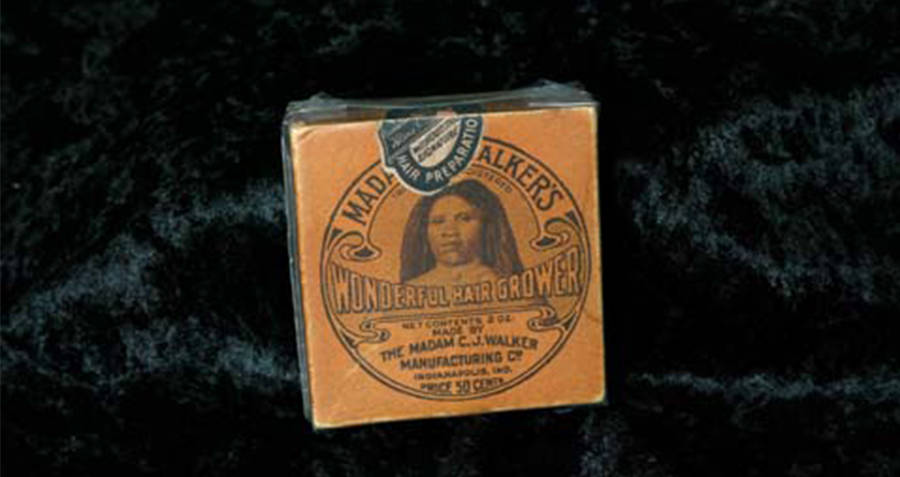 HAIR PREPARATIO
MADA ALKER'S
WONDERFUL HAIR GROWER
NET CONTENTS 2 OZ.
MADE BY
THE MADAM C.J. WALKER
MANUFACTURING Cº
INDIANAPOLIS, IND.
PRICE 50 CENTS